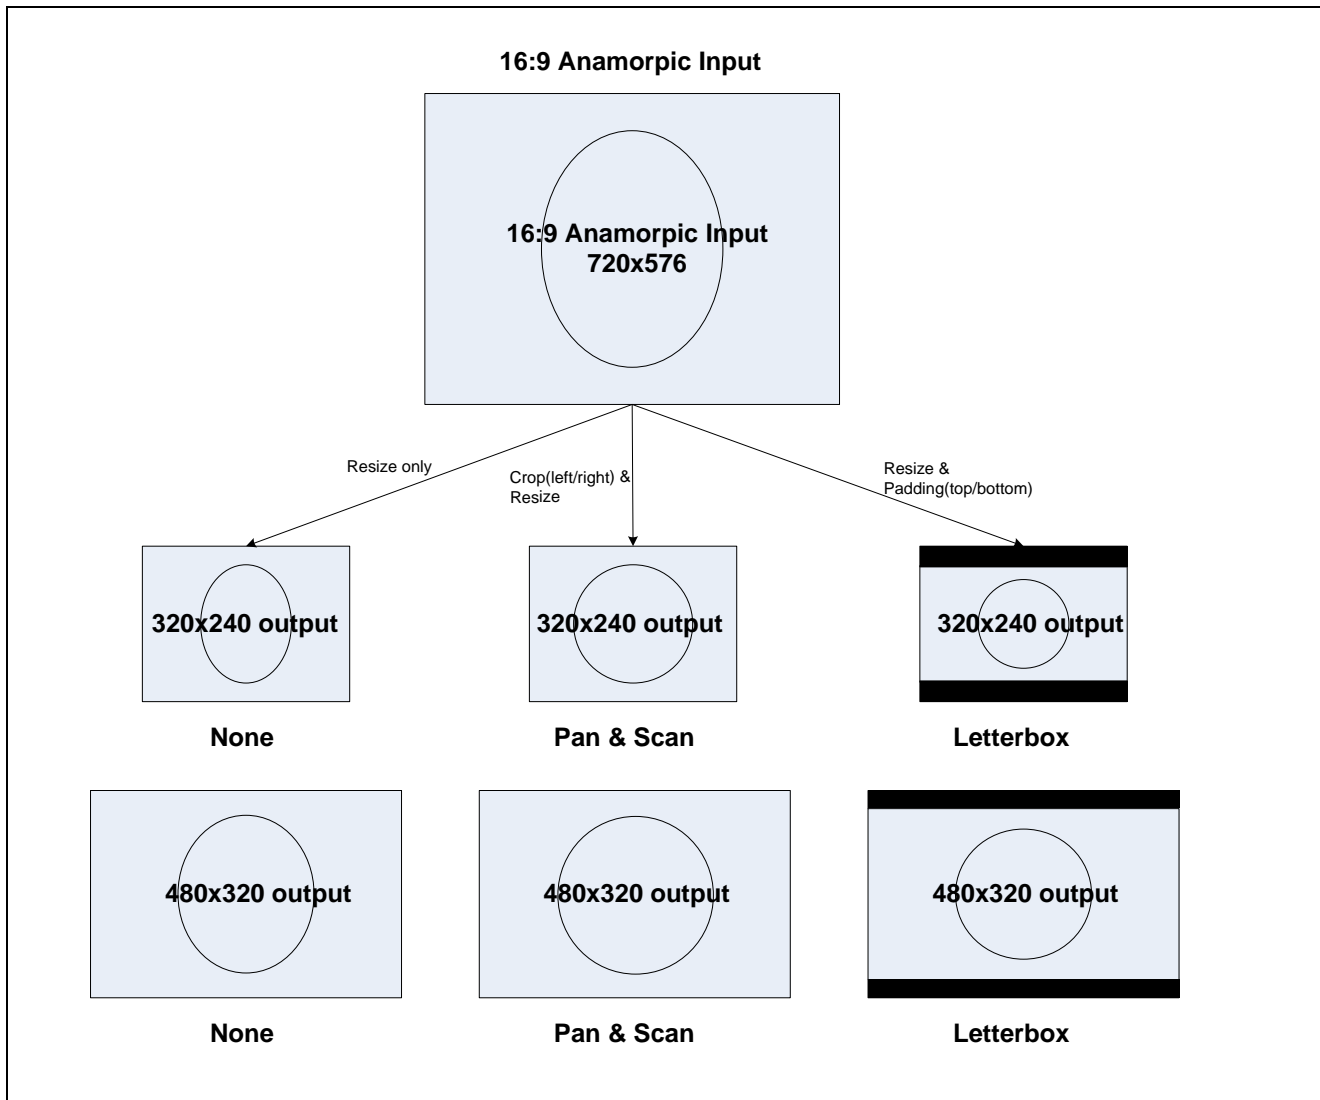 16:9 Anamorpic Input
16:9 Anamorpic Input
720x576
Resize only
Crop(left/right) &
Resize
Resize &
Padding(top/bottom)
320x240 output
320x240 output
320x240 output
None
Pan & Scan
Letterbox
480x320 output
480x320 output
480x320 output
None
Pan & Scan
Letterbox